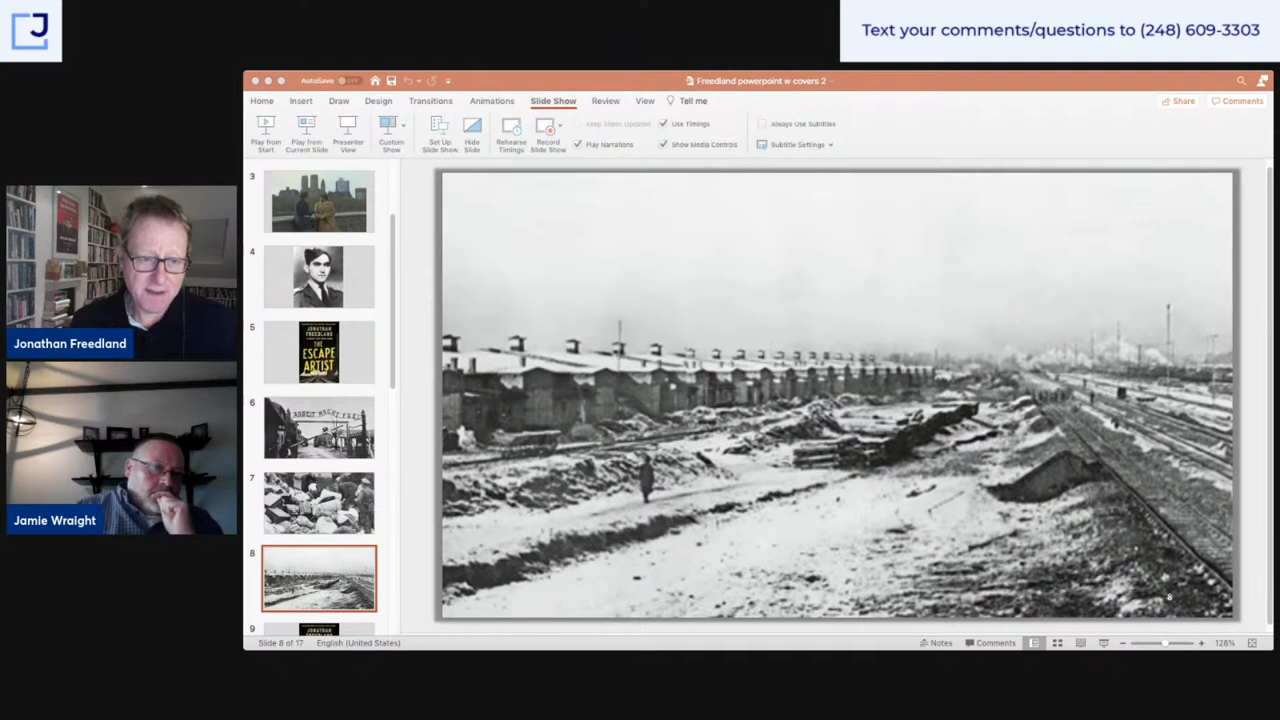 J
Text your comments/questions to (248) 609-3303
AutoSave OFF
Freedland powerpoint w covers 2
Home Insert Draw Design Transitions Animations Slide Show Review View Tell me
Share Comments
Play from Start
Play from Current Slide
Presenter View
Custom Show
Set Up Slide Show
Hide Slide
Rehearse Timings
Record Slide Show
Keep Slides Updated
Play Narrations
Use Timings
Show Media Controls
Always Use Subtitles
Subtitle Settings
3
4
5
JONATHAN
FREEDLAND
THE
ESCAPE
ARTIST
6
7
8
9
JONATHAN
FREEDLAND
8
Jonathan Freedland
Jamie Wraight
Slide 8 of 17 English (United States)
Notes Comments 128%